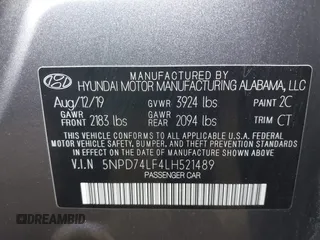 MANUFACTURED BY
HYUNDAI MOTOR MANUFACTURING ALABAMA, LLC
Aug/12/19 GVWR 3924 lbs PAINT 2C
GAWR FRONT 2183 lbs GAWR REAR 2094 lbs TRIM CT
THIS VEHICLE CONFORMS TO ALL APPLICABLE FEDERAL
MOTOR VEHICLE SAFETY, BUMPER, AND THEFT PREVENTION
STANDARDS IN EFFECT ON THE DATE OF MANUFACTURE SHOWN ABOVE.
V.I.N 5NPD74LF4LH521489
PASSENGER CAR
DREAMBID